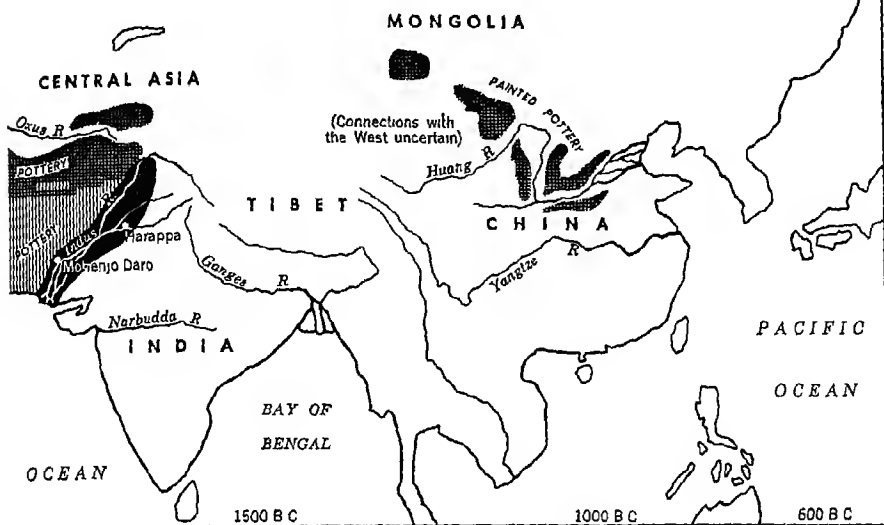 MONGOLIA
CENTRAL ASIA
PAINTED POTTERY
Oxus R
(Connections with
the West uncertain)
POTTERY
Huang R
TIBET
Indus R
CHINA
POTTERY
Harappa
Mohenjo Daro
Ganges R
Yangtze R
Narbudda R
INDIA
PACIFIC
OCEAN
BAY OF
BENGAL
OCEAN
1500 B C
1000 B C
600 B C